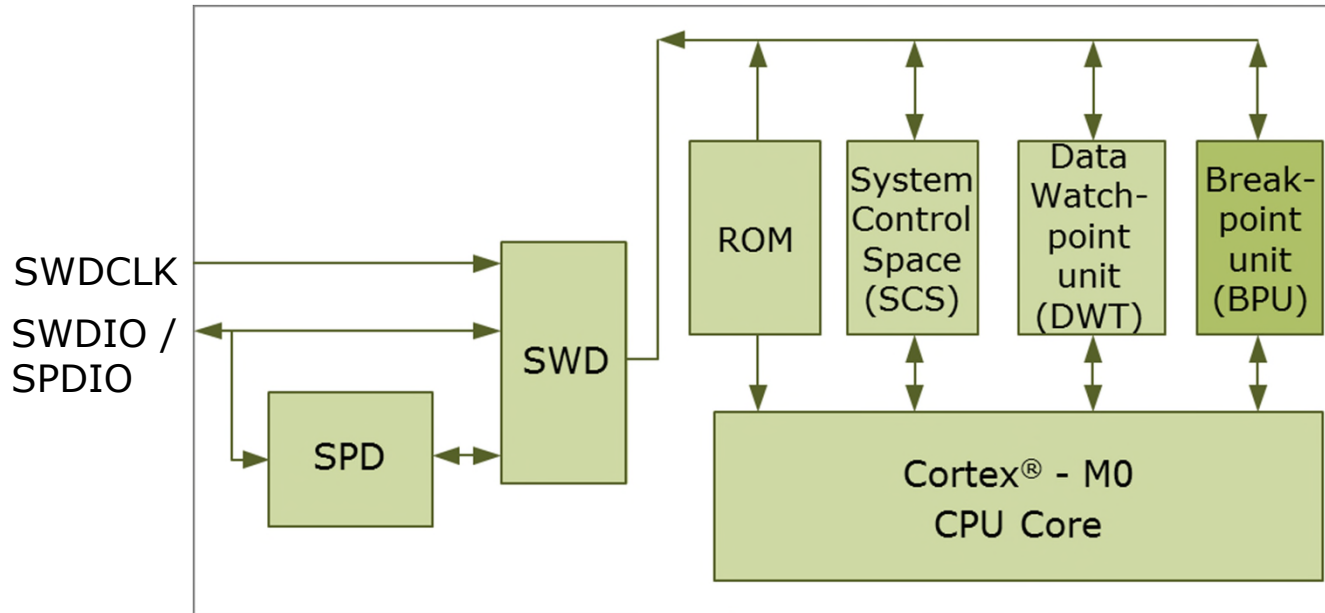 SWDCLK
SWDIO /
SPDIO
SPD
SWD
ROM
System
Control
Space
(SCS)
Data
Watch-
point
unit
(DWT)
Break-
point
unit
(BPU)
Cortex® - M0
CPU Core